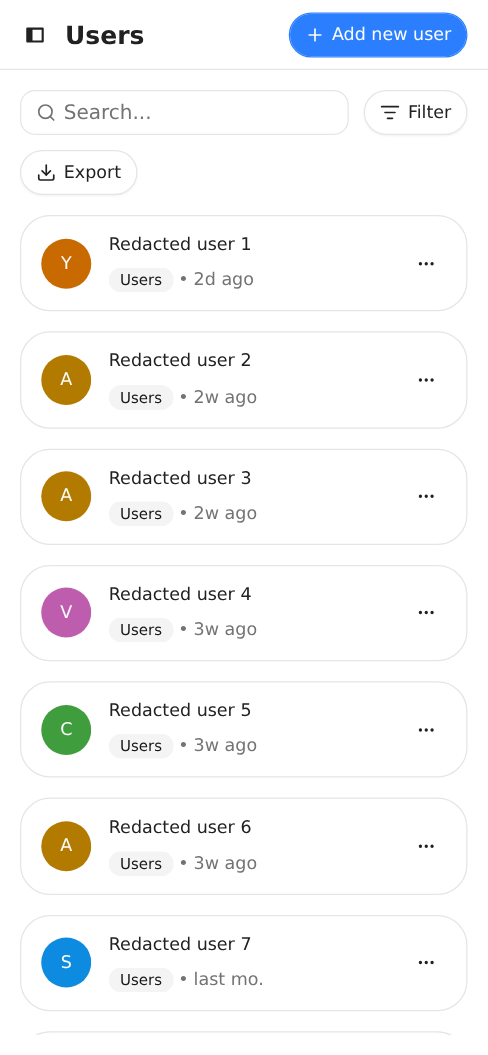 Users
+ Add new user
Search...
Filter
Export
Y
Redacted user 1
Users • 2d ago
A
Redacted user 2
Users • 2w ago
A
Redacted user 3
Users • 2w ago
V
Redacted user 4
Users • 3w ago
C
Redacted user 5
Users • 3w ago
A
Redacted user 6
Users • 3w ago
S
Redacted user 7
Users • last mo.